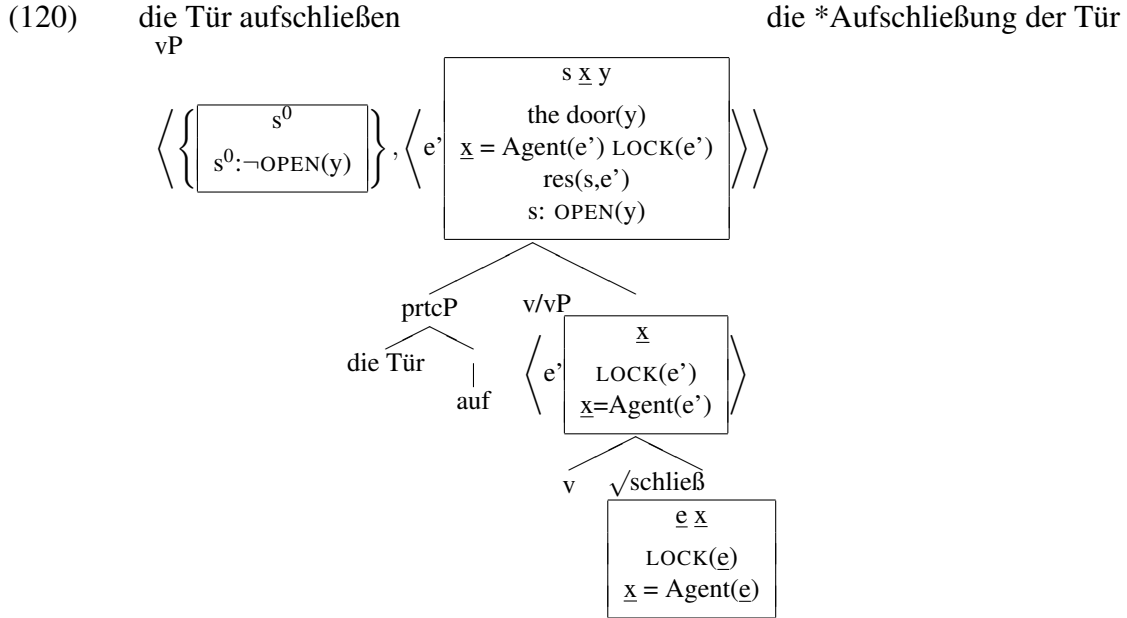 (120) die Tür aufschließen die *Aufschließung der Tür
vP
s x y
s⁰ the door(y)
e' x = Agent(e') LOCK(e')
s⁰:¬OPEN(y) res(s,e')
s: OPEN(y)
prtcP v/vP
x
die Tür e' LOCK(e')
auf x=Agent(e')
v √schließ
e x
LOCK(e)
x = Agent(e)